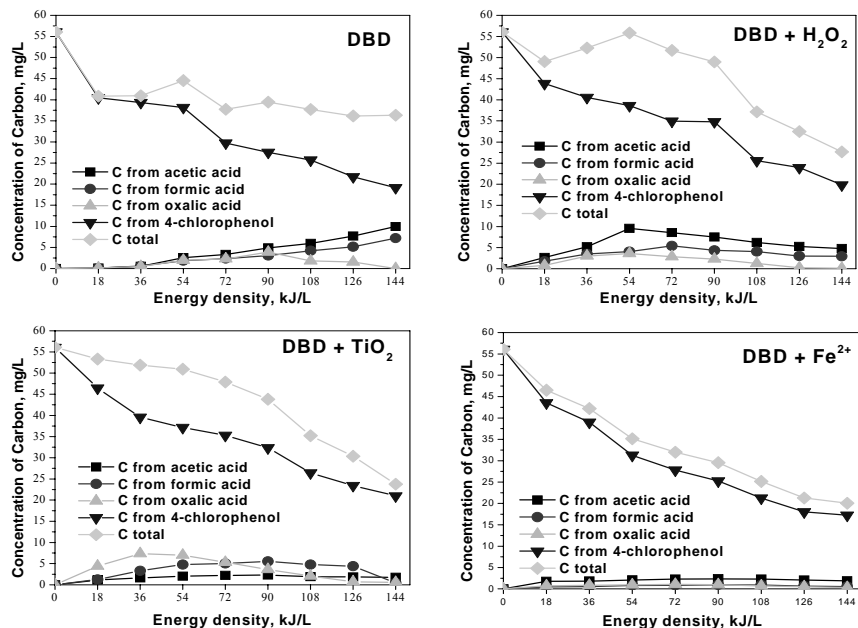 DBD
Concentration of Carbon, mg/L
60
55
50
45
40
35
30
25
20
15
10
5
0
C from acetic acid
C from formic acid
C from oxalic acid
C from 4-chlorophenol
C total
0 18 36 54 72 90 108 126 144
Energy density, kJ/L
DBD + H₂O₂
Concentration of Carbon, mg/L
60
55
50
45
40
35
30
25
20
15
10
5
0
C from acetic acid
C from formic acid
C from oxalic acid
C from 4-chlorophenol
C total
0 18 36 54 72 90 108 126 144
Energy density, kJ/L
DBD + TiO₂
Concentration of Carbon, mg/L
60
55
50
45
40
35
30
25
20
15
10
5
0
C from acetic acid
C from formic acid
C from oxalic acid
C from 4-chlorophenol
C total
0 18 36 54 72 90 108 126 144
Energy density, kJ/L
DBD + Fe²⁺
Concentration of Carbon, mg/L
60
55
50
45
40
35
30
25
20
15
10
5
0
C from acetic acid
C from formic acid
C from oxalic acid
C from 4-chlorophenol
C total
0 18 36 54 72 90 108 126 144
Energy density, kJ/L